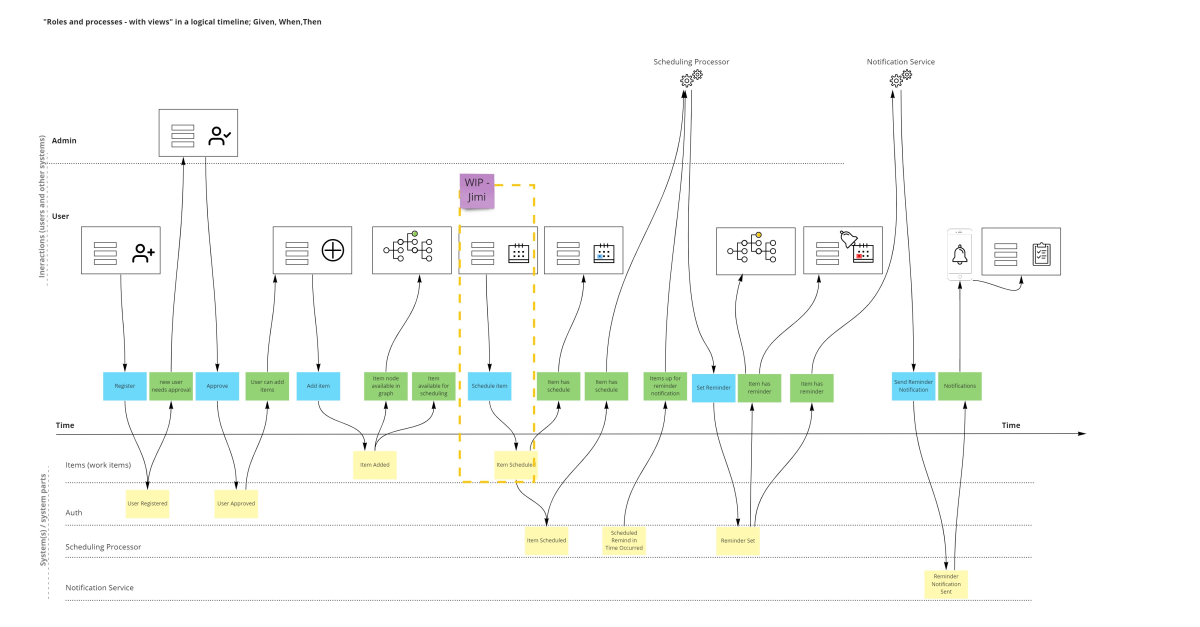 "Roles and processes - with views" in a logical timeline; Given, When,Then
Scheduling Processor
Notification Service
Admin
Ineractions (users and other systems)
WIP -
Jimi
User
Register
new user
needs approval
Approve
User can add
items
Add item
Item node
available in
graph
Item
available for
scheduling
Schedule item
Item has
schedule
Item has
schedule
Items up for
reminder
notification
Set Reminder
Item has
reminder
Item has
reminder
Send Reminder
Notification
Notifications
Time
Time
Items (work items)
Item Added
Item Scheduled
System(s) / system parts
User Registered
User Approved
Auth
Item Scheduled
Scheduled
Remind in
Time Occurred
Reminder Set
Scheduling Processor
Notification Service
Reminder
Notification
Sent